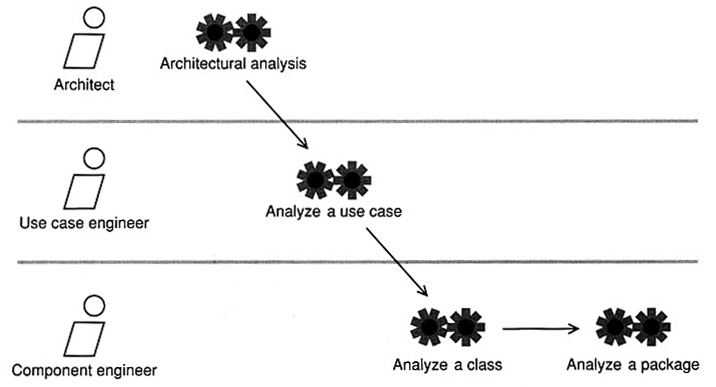 Architect
Architectural analysis
Use case engineer
Analyze a use case
Component engineer
Analyze a class
Analyze a package